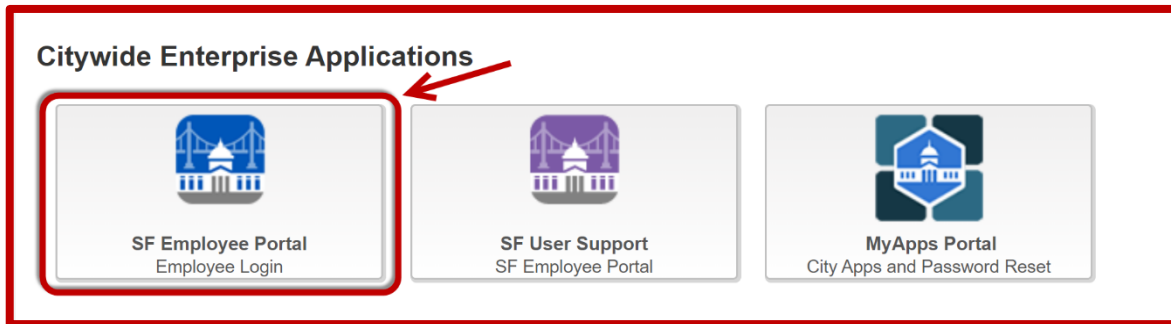 Citywide Enterprise Applications
SF Employee Portal
Employee Login
SF User Support
SF Employee Portal
MyApps Portal
City Apps and Password Reset